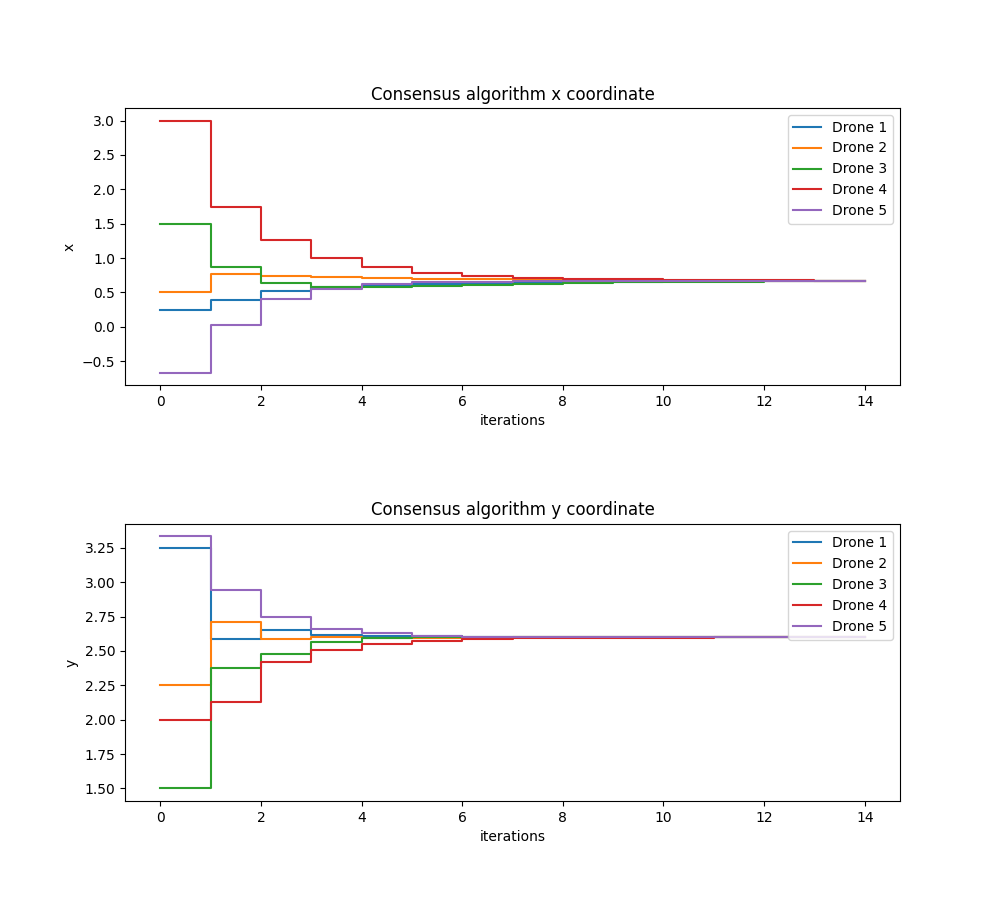 Consensus algorithm x coordinate
3.0
2.5
2.0
1.5
1.0
0.5
0.0
−0.5
x
Drone 1
Drone 2
Drone 3
Drone 4
Drone 5
0 2 4 6 8 10 12 14
iterations
Consensus algorithm y coordinate
3.25
3.00
2.75
2.50
2.25
2.00
1.75
1.50
y
Drone 1
Drone 2
Drone 3
Drone 4
Drone 5
0 2 4 6 8 10 12 14
iterations